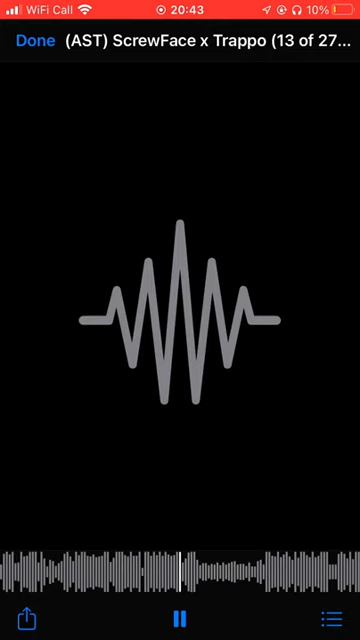 WiFi Call 20:43 10%
Done (AST) ScrewFace x Trappo (13 of 27...